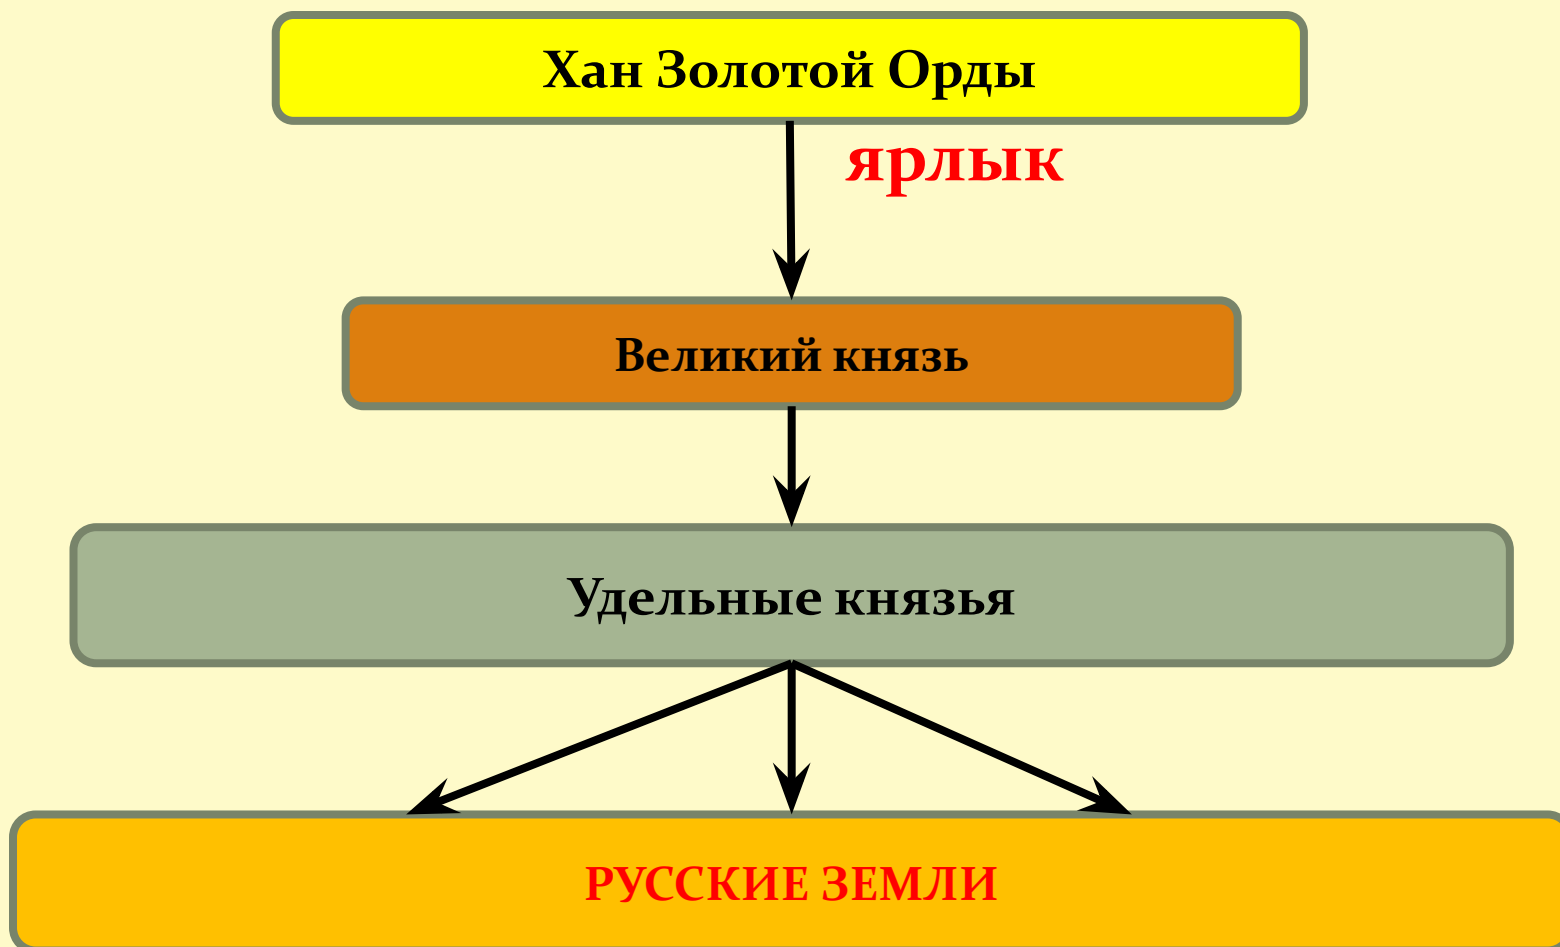 Хан Золотой Орды
ярлык
Великий князь
Удельные князья
РУССКИЕ ЗЕМЛИ